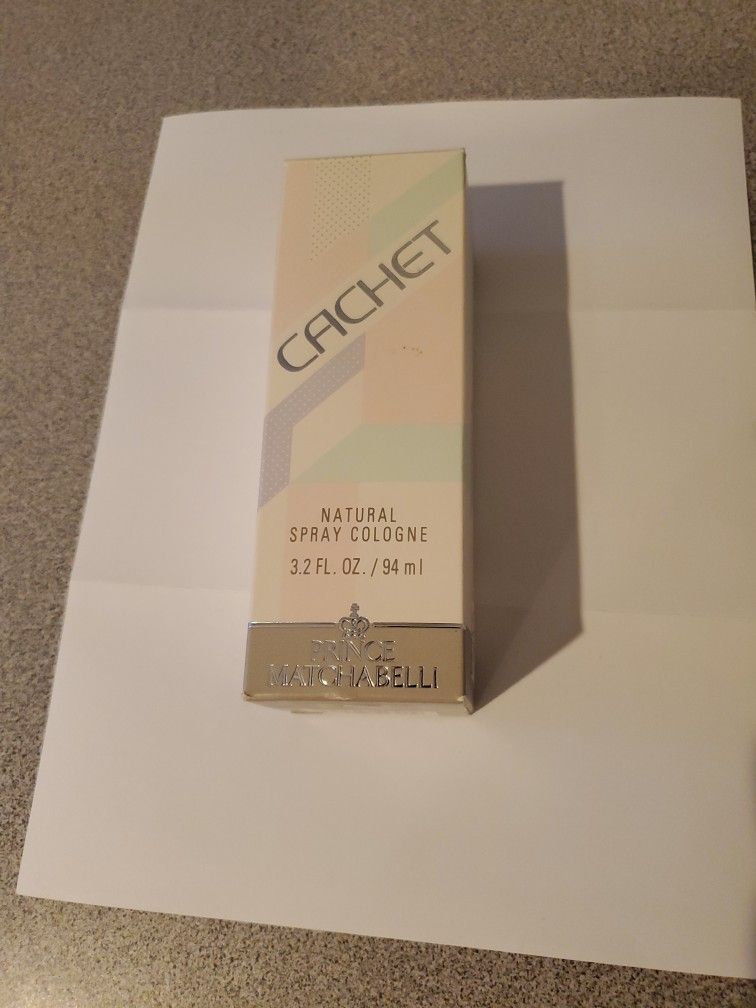 CACHET
NATURAL
SPRAY COLOGNE
3.2 FL. OZ. / 94 ml
PRINCE
MATCHABELLI